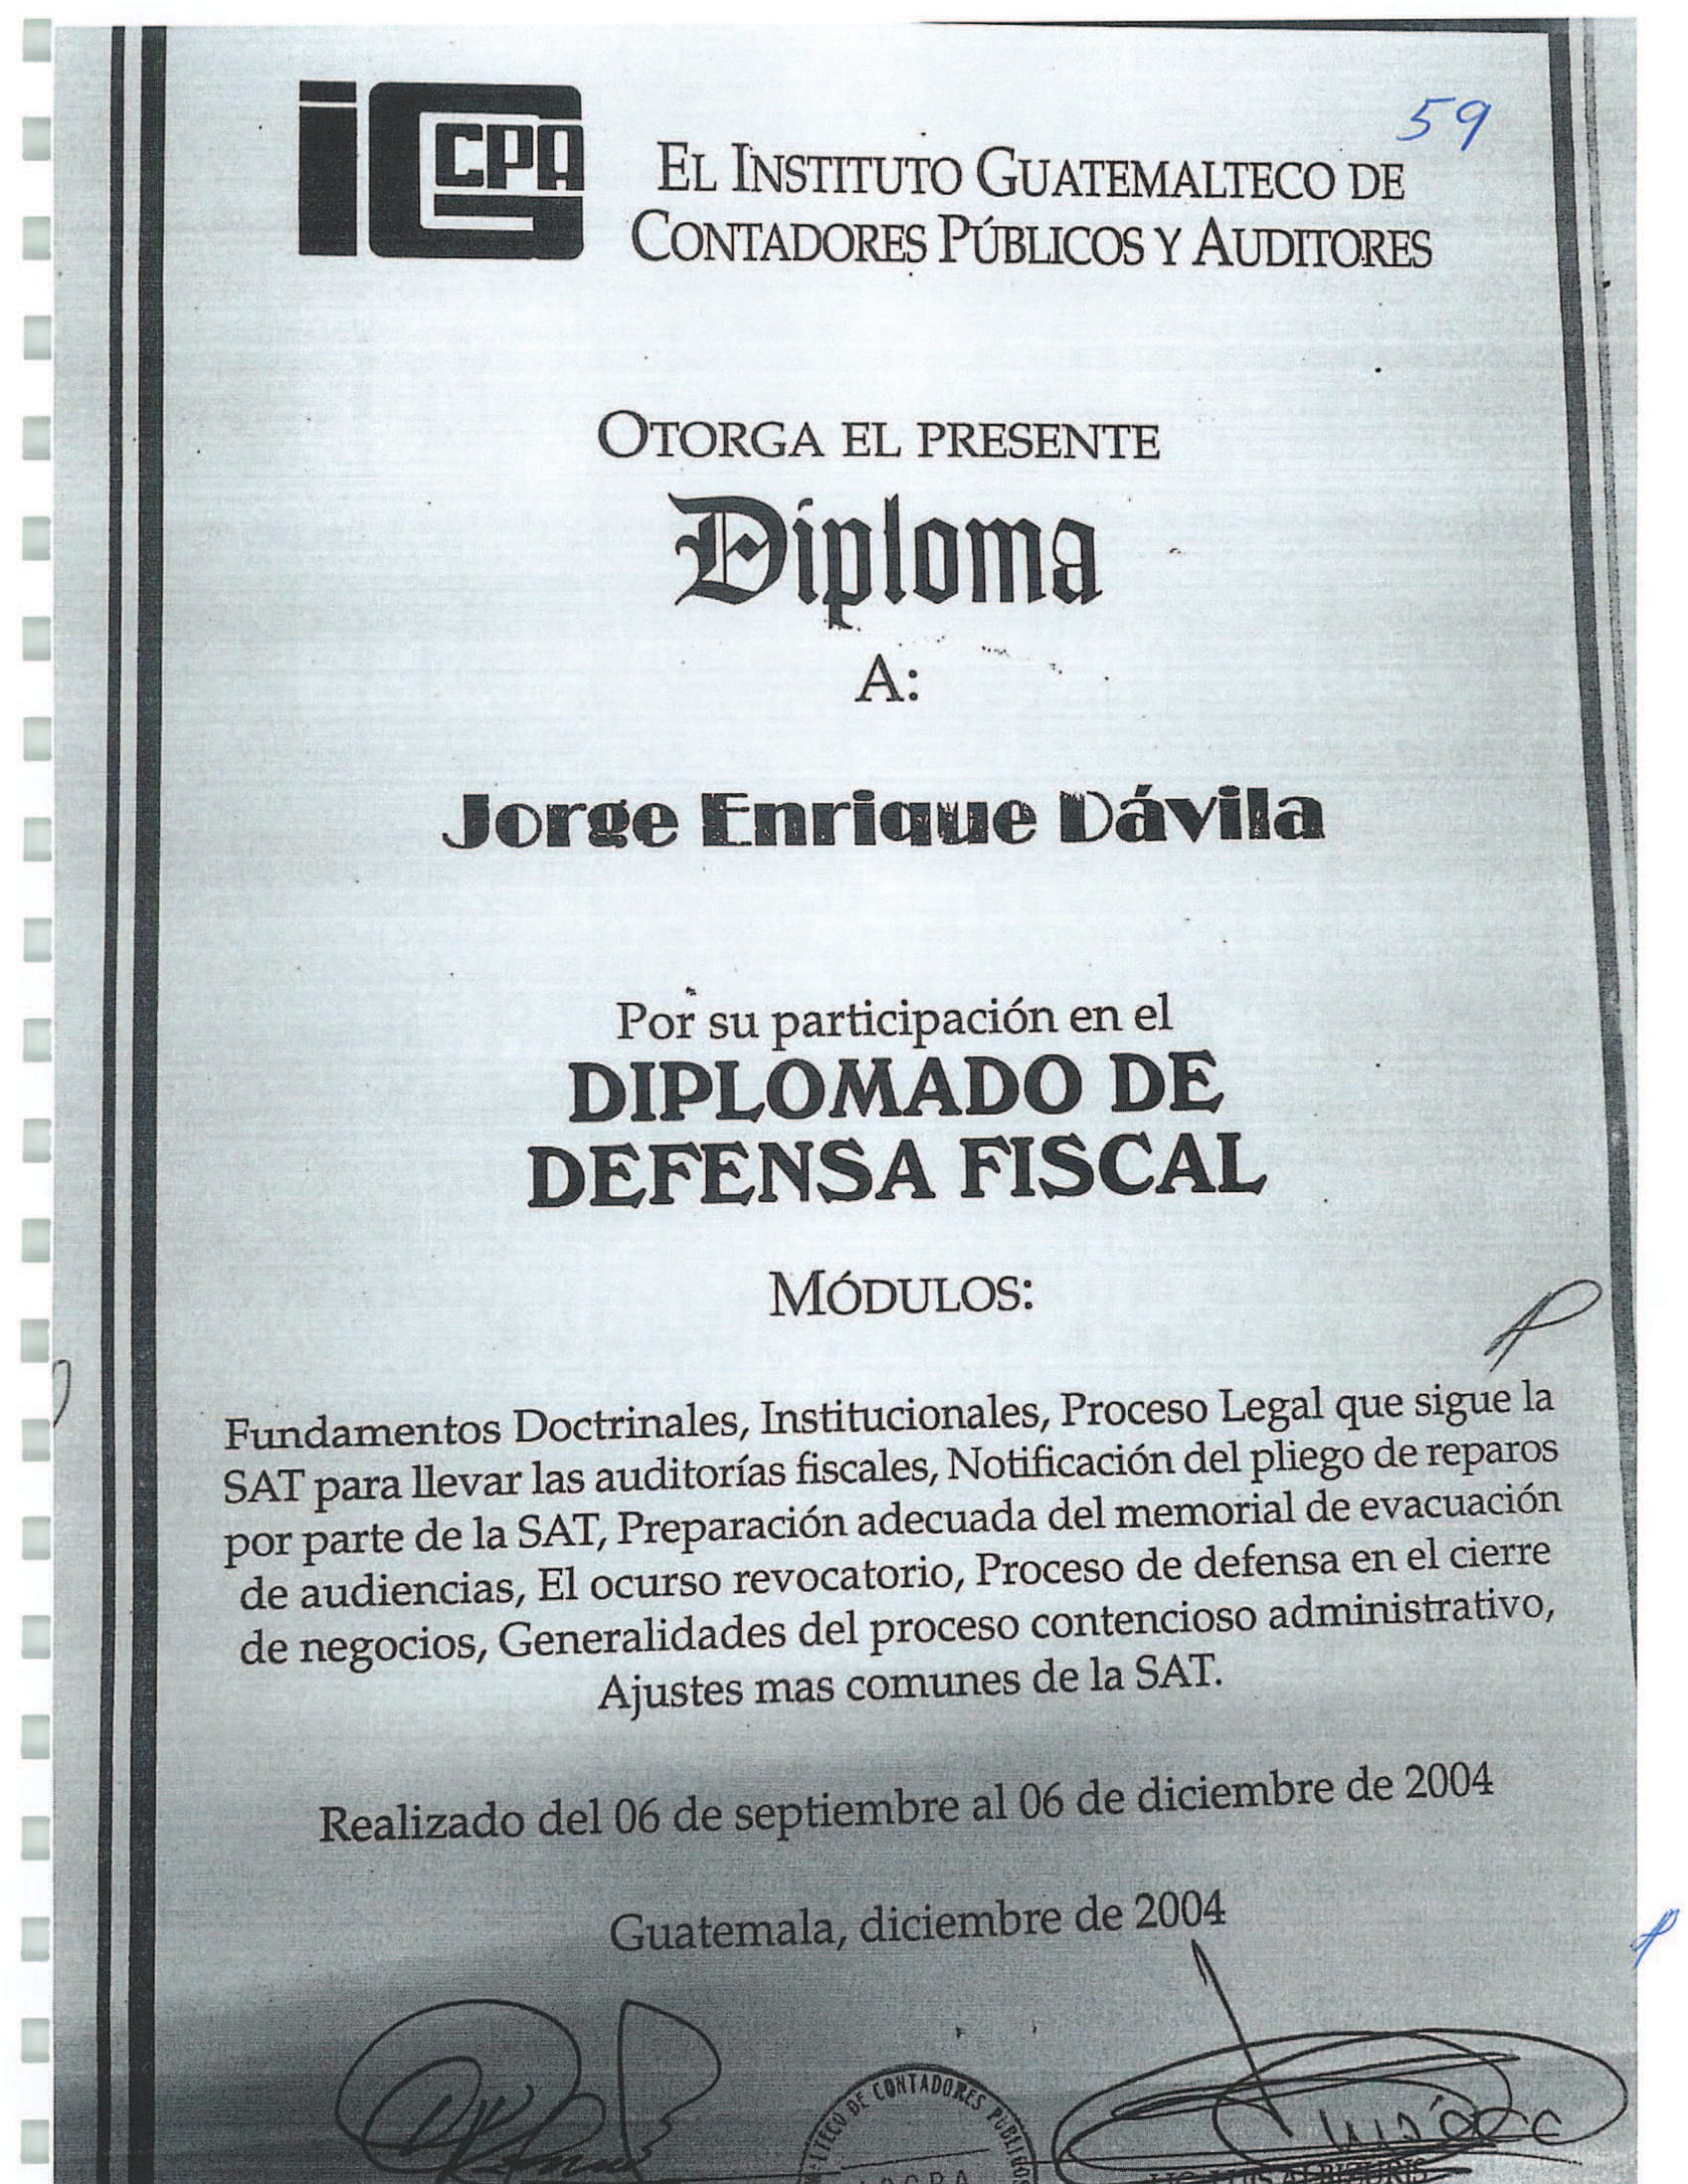 iG CPA
59
EL INSTITUTO GUATEMALTECO DE
CONTADORES PÚBLICOS Y AUDITORES
OTORGA EL PRESENTE
Diploma
A:
Jorge Enrique Dávila
Por su participación en el
DIPLOMADO DE
DEFENSA FISCAL
MÓDULOS:
Fundamentos Doctrinales, Institucionales, Proceso Legal que sigue la
SAT para llevar las auditorías fiscales, Notificación del pliego de reparos
por parte de la SAT, Preparación adecuada del memorial de evacuación
de audiencias, El ocurso revocatorio, Proceso de defensa en el cierre
de negocios, Generalidades del proceso contencioso administrativo,
Ajustes mas comunes de la SAT.
Realizado del 06 de septiembre al 06 de diciembre de 2004
Guatemala, diciembre de 2004
DE CONTADORES PÚBLICOS